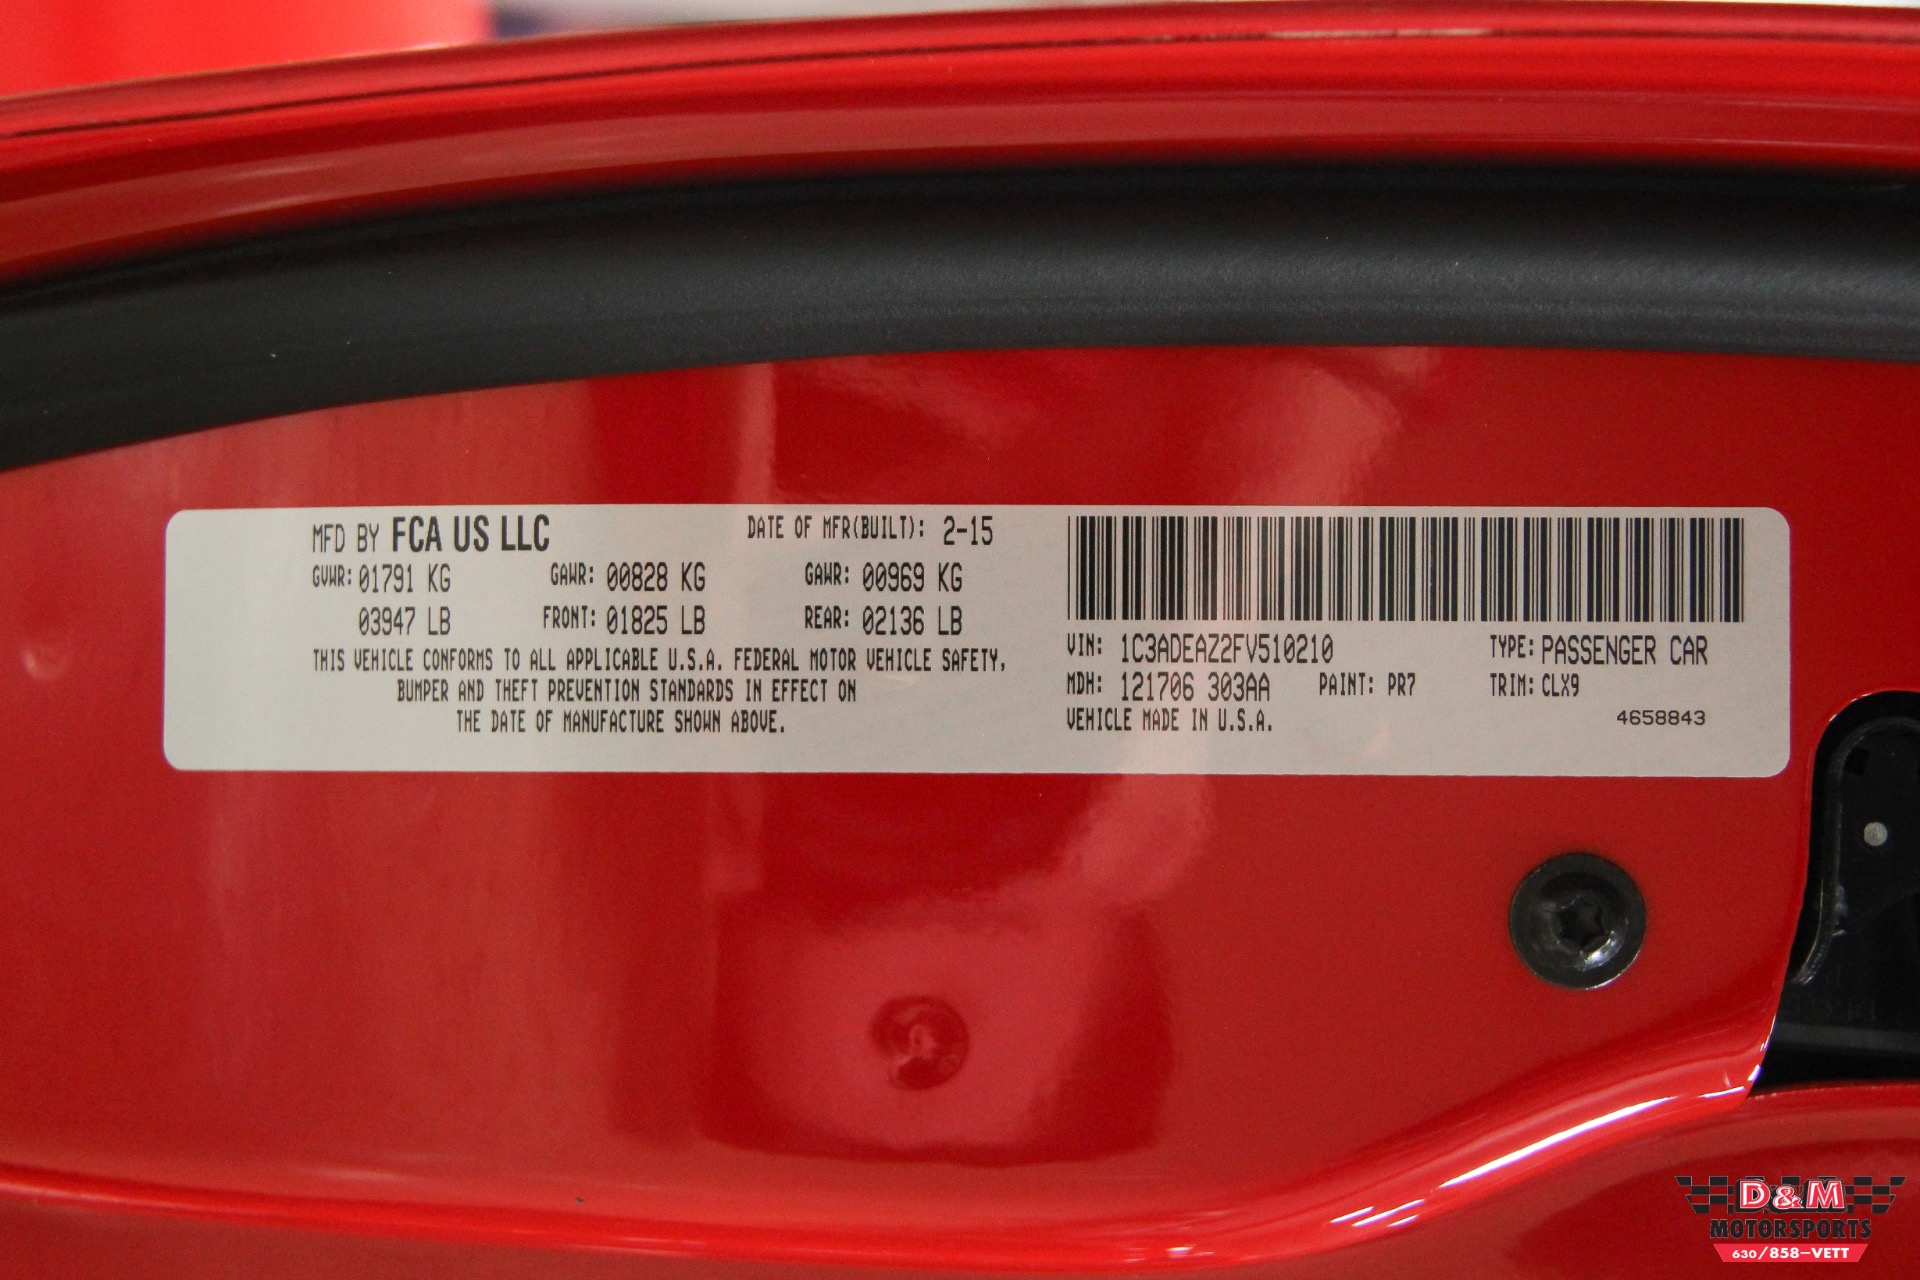 MFD BY FCA US LLC DATE OF MFR(BUILT): 2-15
GVWR: 01791 KG GAWR: 00828 KG GAWR: 00969 KG
03947 LB FRONT: 01825 LB REAR: 02136 LB
THIS VEHICLE CONFORMS TO ALL APPLICABLE U.S.A. FEDERAL MOTOR VEHICLE SAFETY,
BUMPER AND THEFT PREVENTION STANDARDS IN EFFECT ON
THE DATE OF MANUFACTURE SHOWN ABOVE.
VIN: 1C3ADEAZ2FV510210 TYPE: PASSENGER CAR
MDH: 121706 303AA PAINT: PR7 TRIM: CLX9
VEHICLE MADE IN U.S.A. 4658843
D&M
MOTORSPORTS
630/858-VETT